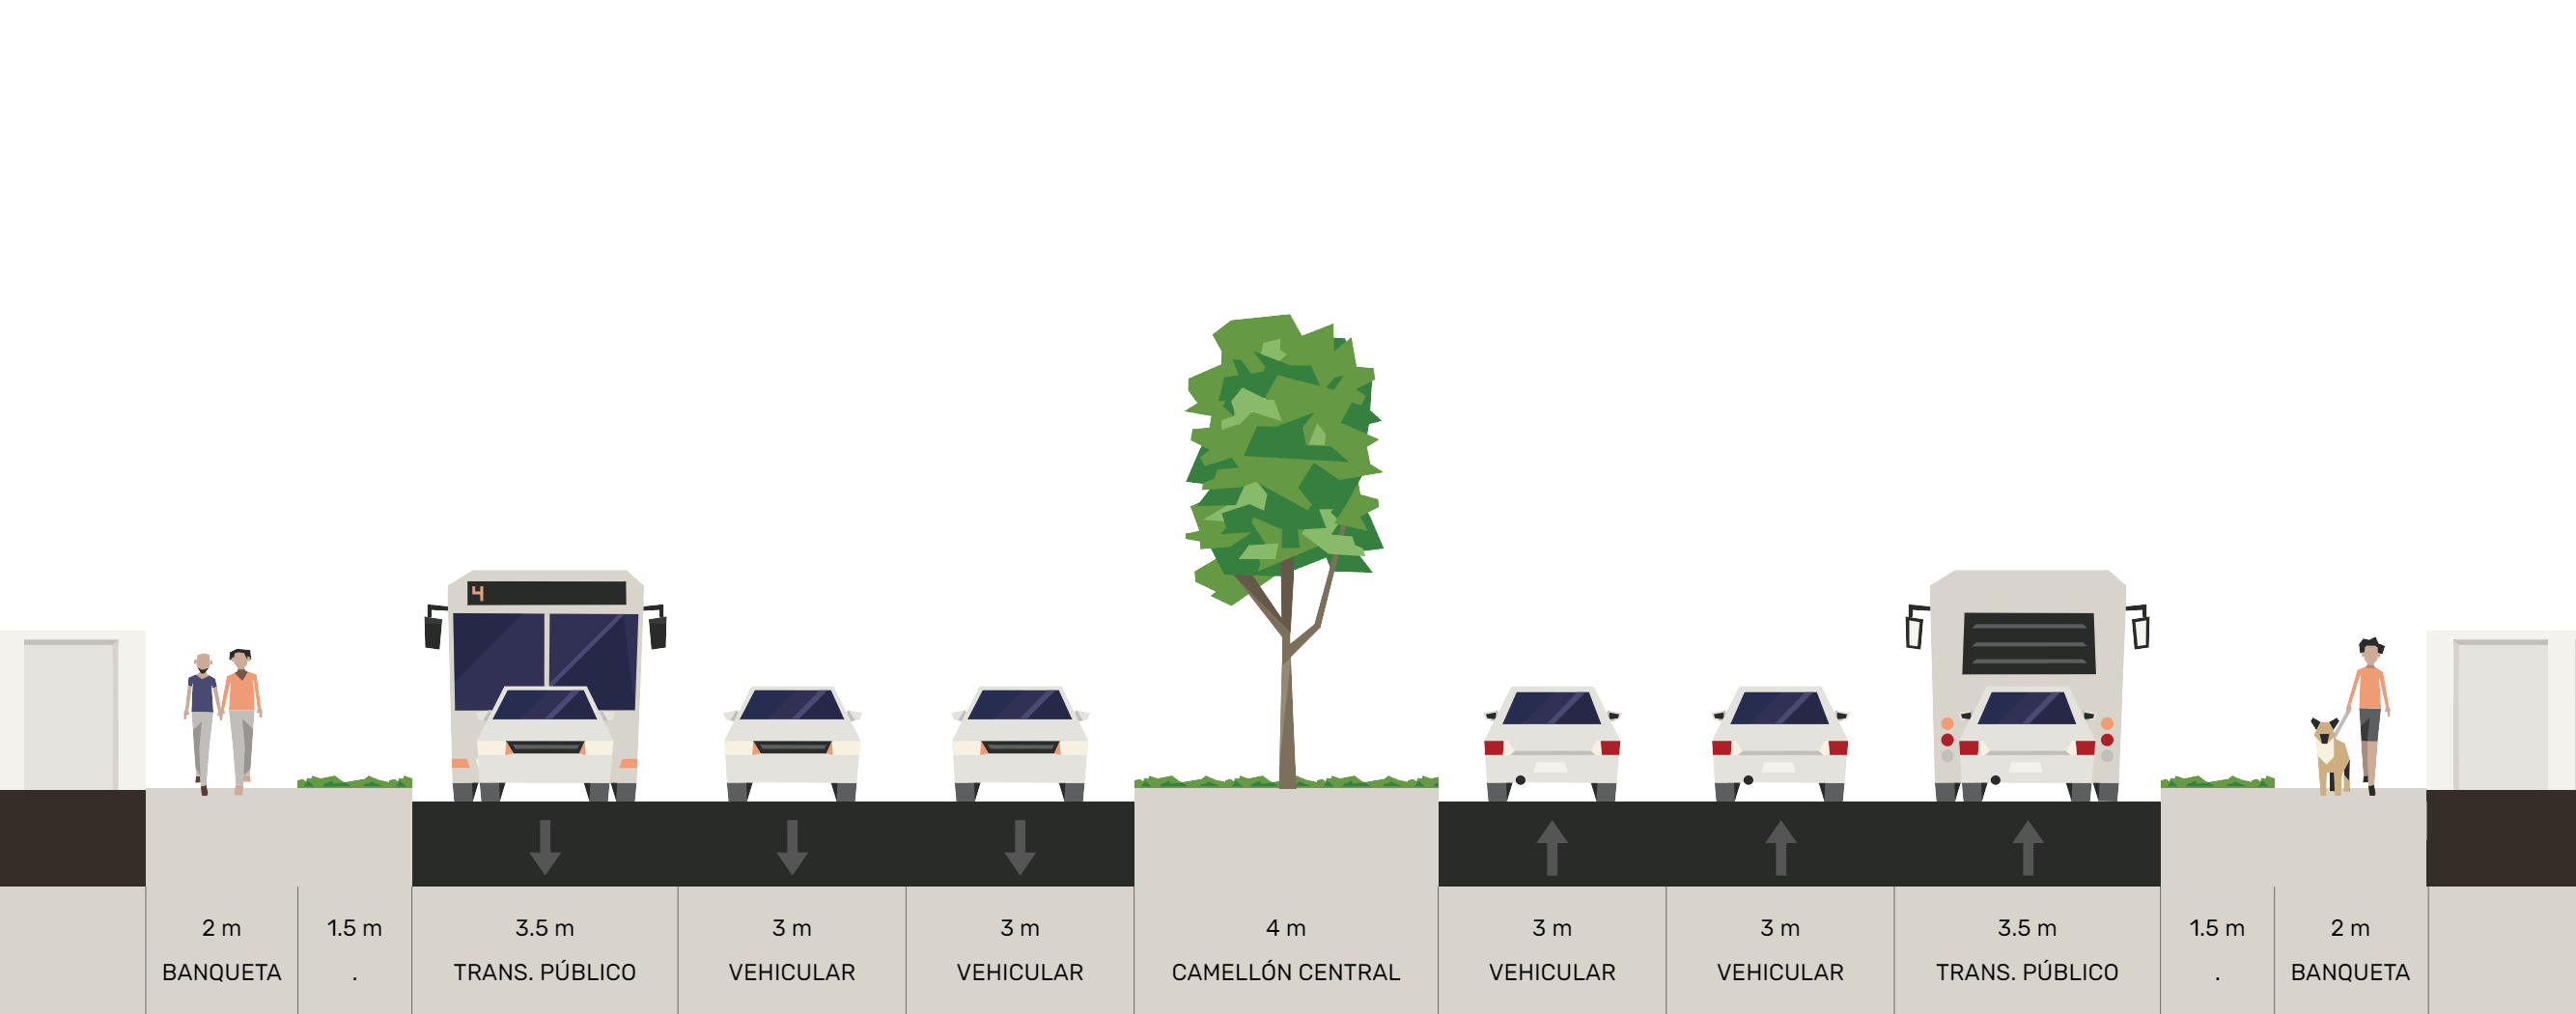 4
2 m
BANQUETA
1.5 m
.
3.5 m
TRANS. PÚBLICO
3 m
VEHICULAR
3 m
VEHICULAR
4 m
CAMELLÓN CENTRAL
3 m
VEHICULAR
3 m
VEHICULAR
3.5 m
TRANS. PÚBLICO
1.5 m
.
2 m
BANQUETA